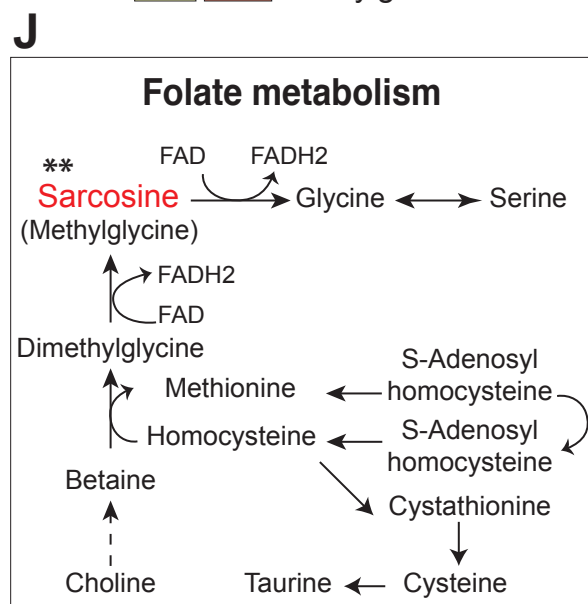 J
Folate metabolism
**
FAD FADH2
Sarcosine Glycine Serine
(Methylglycine)
FADH2
FAD
Dimethylglycine
S-Adenosyl
Methionine homocysteine
S-Adenosyl
Homocysteine homocysteine
Betaine
Cystathionine
Choline Taurine Cysteine